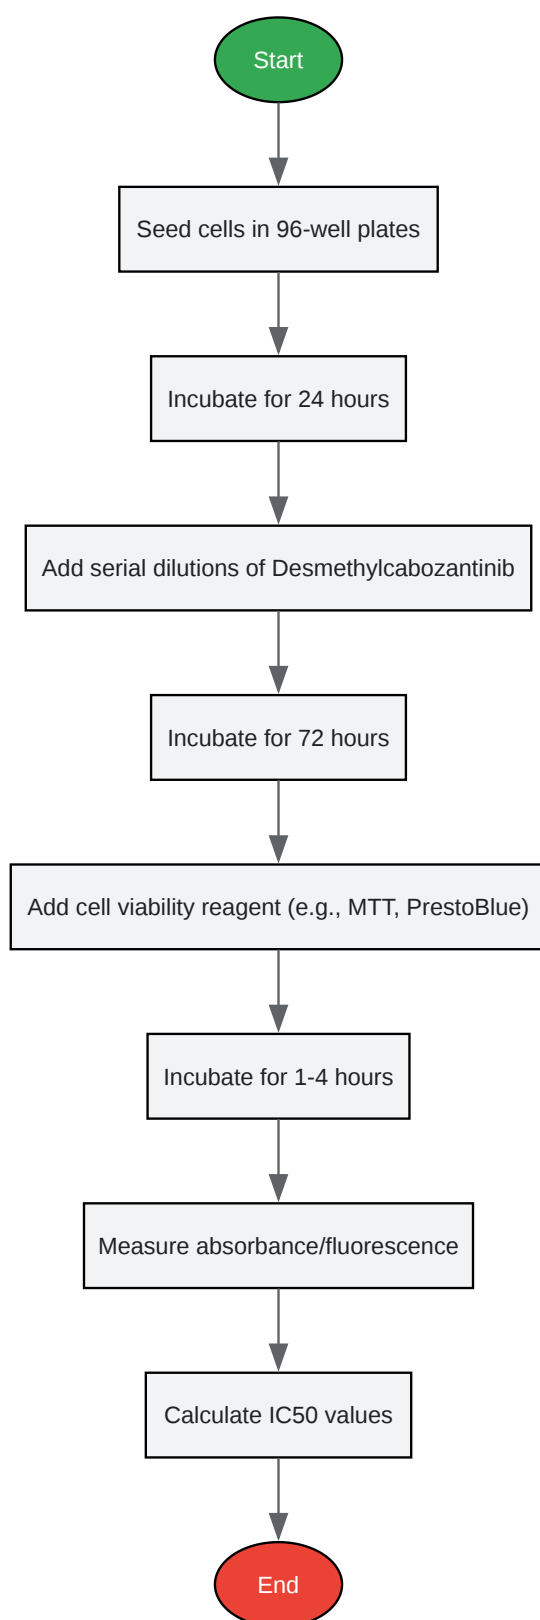 Start
Seed cells in 96-well plates
Incubate for 24 hours
Add serial dilutions of Desmethylcabozantinib
Incubate for 72 hours
Add cell viability reagent (e.g., MTT, PrestoBlue)
Incubate for 1-4 hours
Measure absorbance/fluorescence
Calculate IC50 values
End